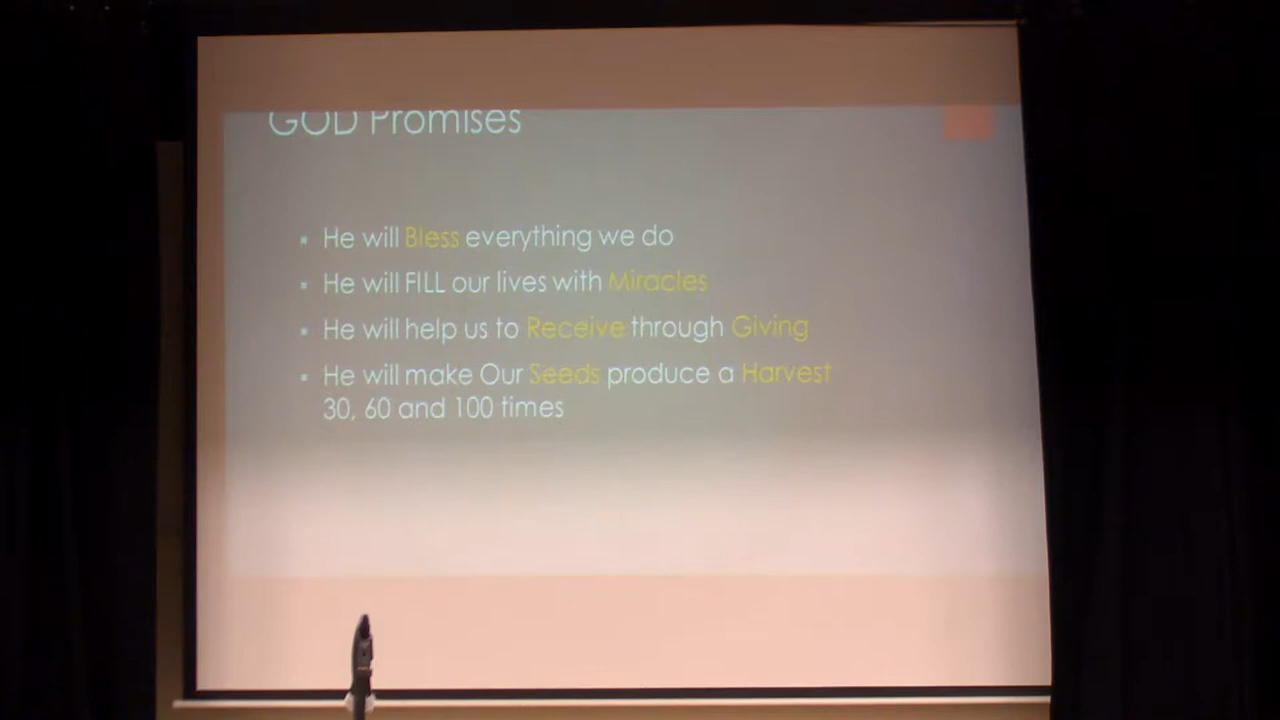 GOD Promises
▪ He will Bless everything we do
▪ He will FILL our lives with Miracles
▪ He will help us to Receive through Giving
▪ He will make Our Seeds produce a Harvest
30, 60 and 100 times